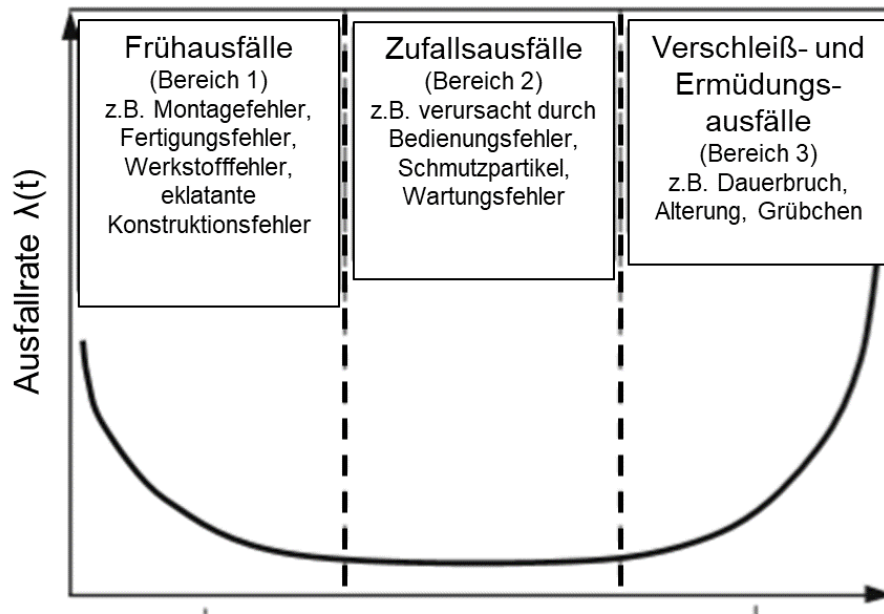 Ausfallrate λ(t)
Frühausfälle
(Bereich 1)
z.B. Montagefehler,
Fertigungsfehler,
Werkstofffehler,
eklatante
Konstruktionsfehler
Zufallsausfälle
(Bereich 2)
z.B. verursacht durch
Bedienungsfehler,
Schmutzpartikel,
Wartungsfehler
Verschleiß- und
Ermüdungs-
ausfälle
(Bereich 3)
z.B. Dauerbruch,
Alterung, Grübchen